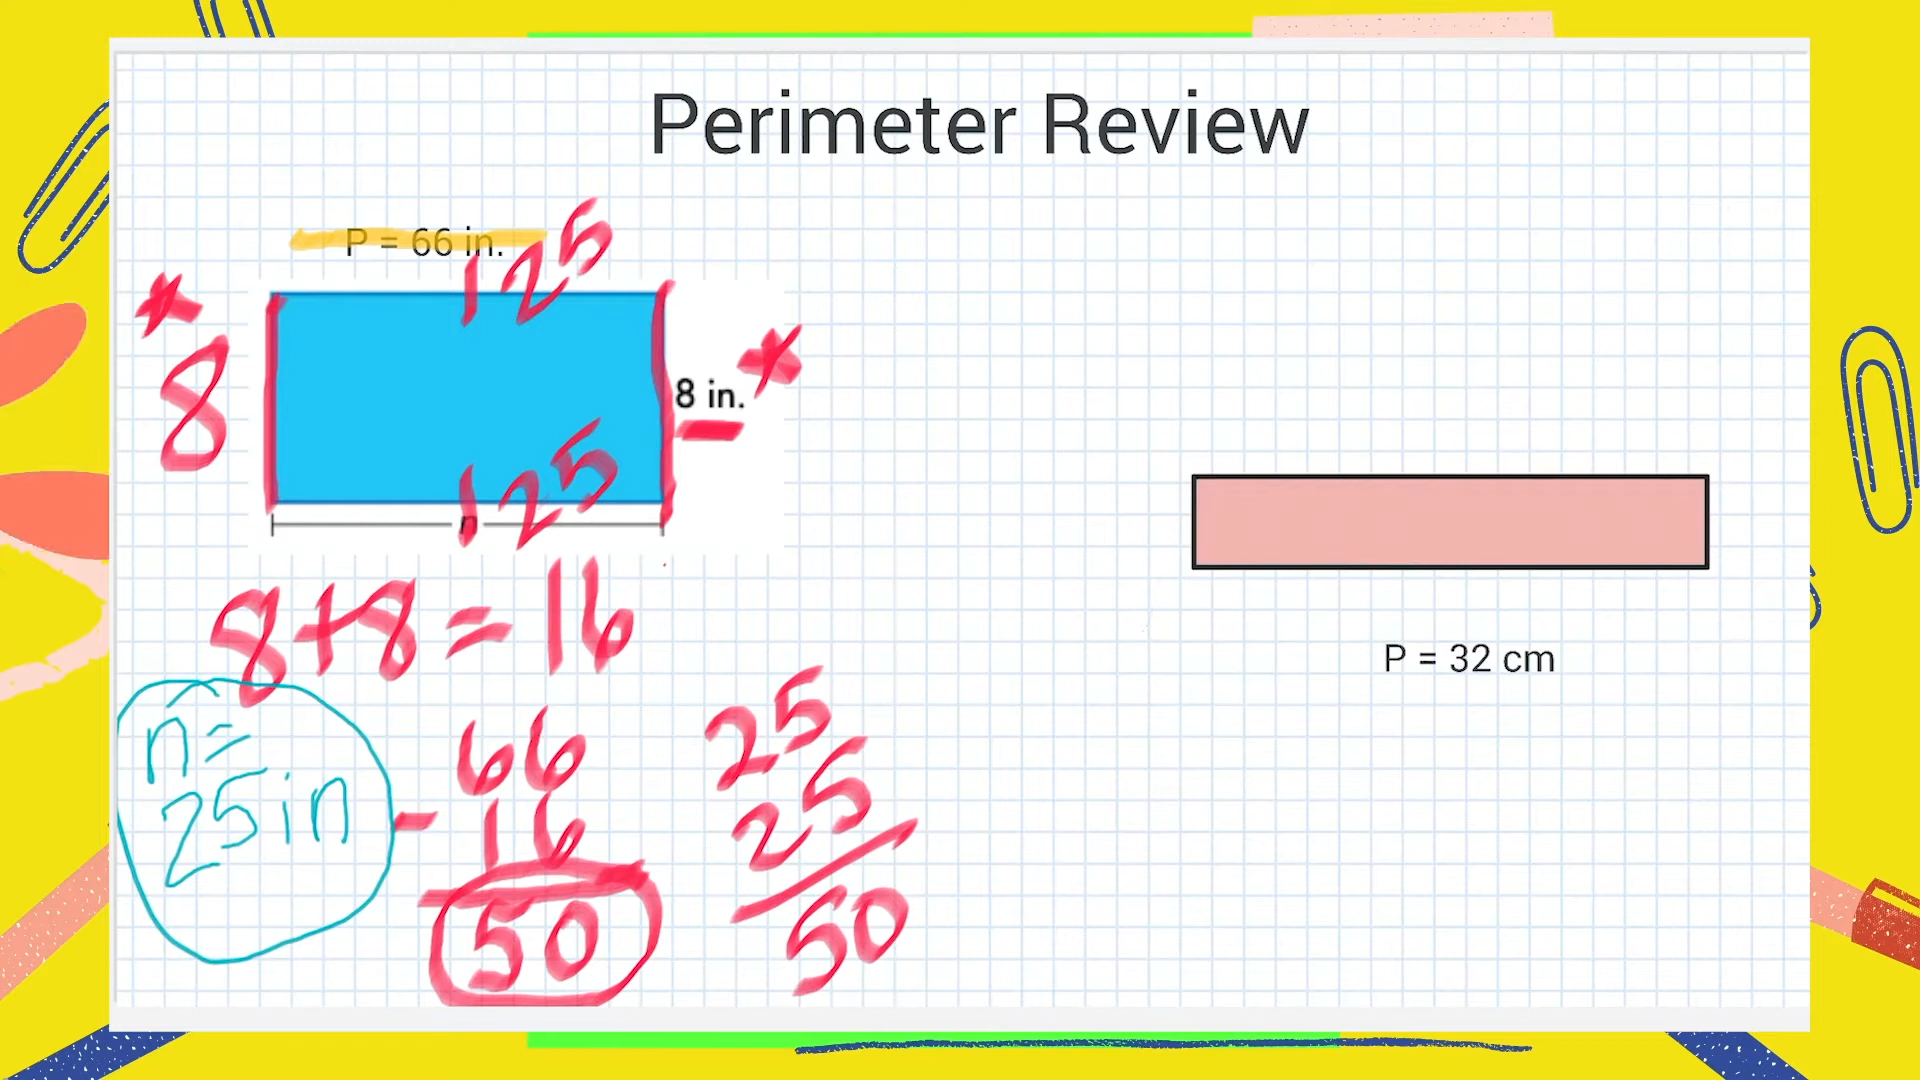 Perimeter Review
P = 66 in.
125
8
8 in.
125
n
8+8=16
n=
25in
66
- 16
50
25
25
50
P = 32 cm